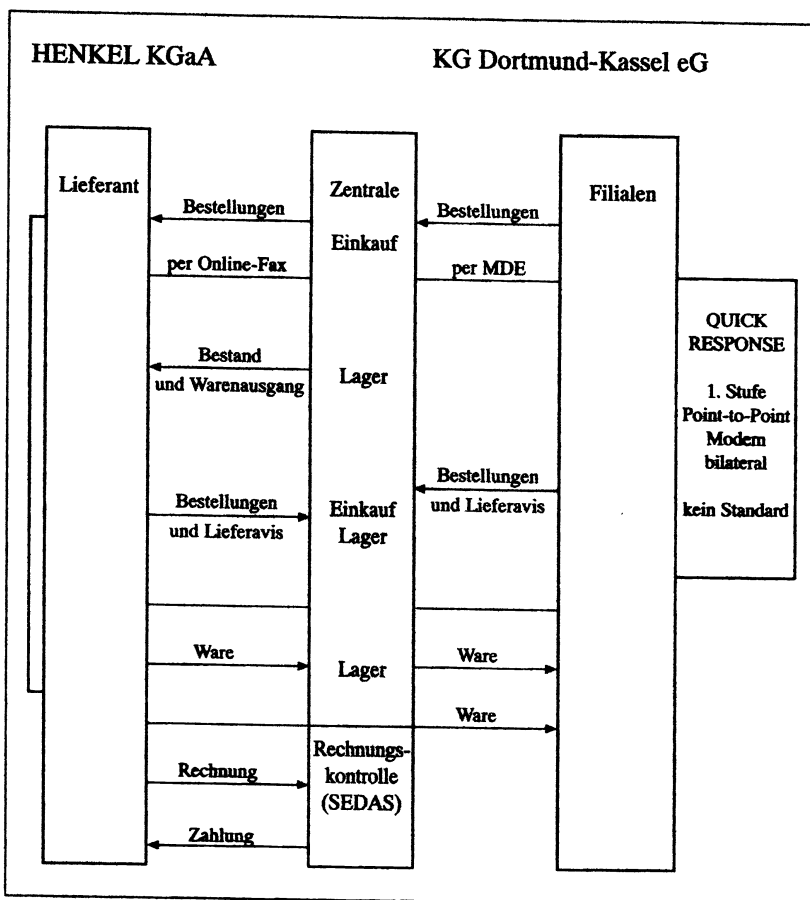 HENKEL KGaA
KG Dortmund-Kassel eG
Lieferant
Zentrale
Filialen
Bestellungen
Bestellungen
Einkauf
per Online-Fax
per MDE
QUICK
RESPONSE
1. Stufe
Point-to-Point
Modem
bilateral
kein Standard
Bestand
und Warenausgang
Lager
Bestellungen
und Lieferavis
Bestellungen
und Lieferavis
Einkauf
Lager
Ware
Lager
Ware
Ware
Rechnungs-
kontrolle
(SEDAS)
Rechnung
Zahlung